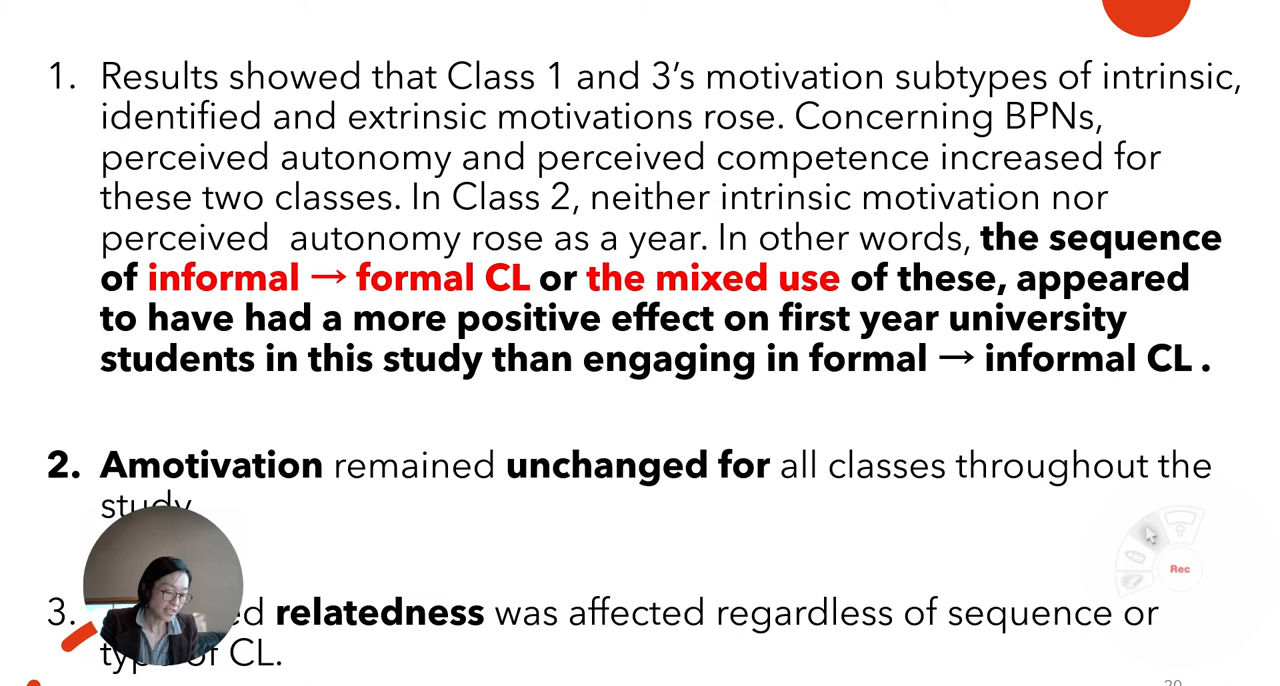 1. Results showed that Class 1 and 3’s motivation subtypes of intrinsic,
identified and extrinsic motivations rose. Concerning BPNs,
perceived autonomy and perceived competence increased for
these two classes. In Class 2, neither intrinsic motivation nor
perceived autonomy rose as a year. In other words, the sequence
of informal → formal CL or the mixed use of these, appeared
to have had a more positive effect on first year university
students in this study than engaging in formal → informal CL .
2. Amotivation remained unchanged for all classes throughout the
study
3. relatedness was affected regardless of sequence or
of CL.
Rec
20